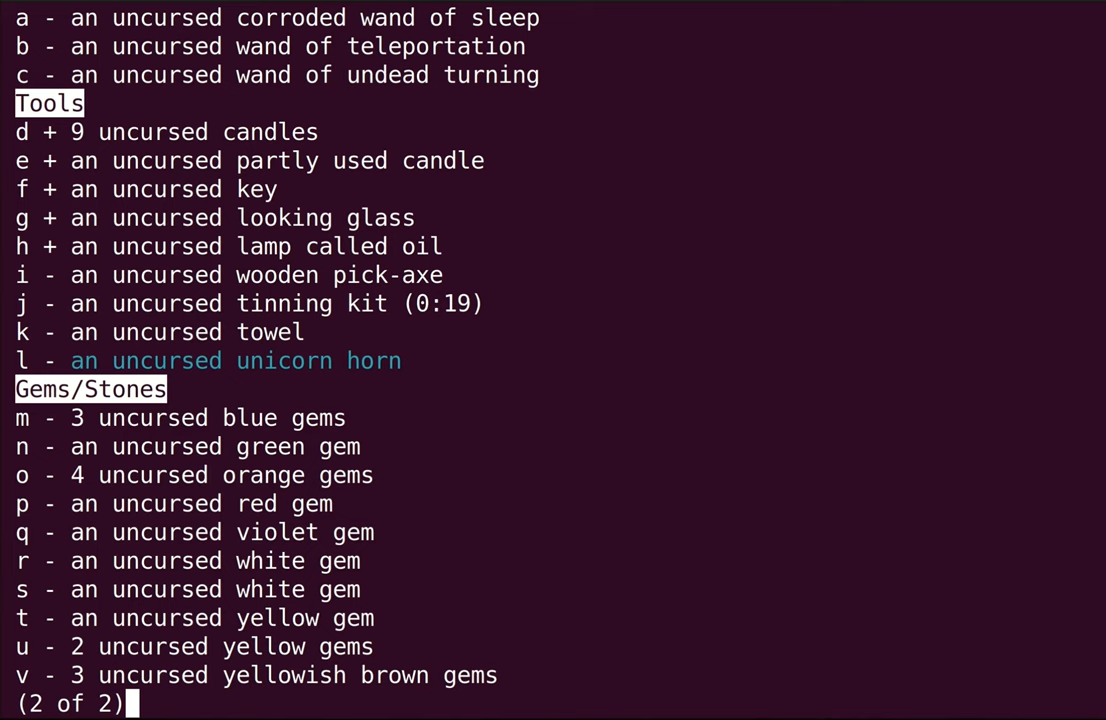 a - an uncursed corroded wand of sleep
b - an uncursed wand of teleportation
c - an uncursed wand of undead turning
Tools
d + 9 uncursed candles
e + an uncursed partly used candle
f + an uncursed key
g + an uncursed looking glass
h + an uncursed lamp called oil
i - an uncursed wooden pick-axe
j - an uncursed tinning kit (0:19)
k - an uncursed towel
l - an uncursed unicorn horn
Gems/Stones
m - 3 uncursed blue gems
n - an uncursed green gem
o - 4 uncursed orange gems
p - an uncursed red gem
q - an uncursed violet gem
r - an uncursed white gem
s - an uncursed white gem
t - an uncursed yellow gem
u - 2 uncursed yellow gems
v - 3 uncursed yellowish brown gems
(2 of 2)